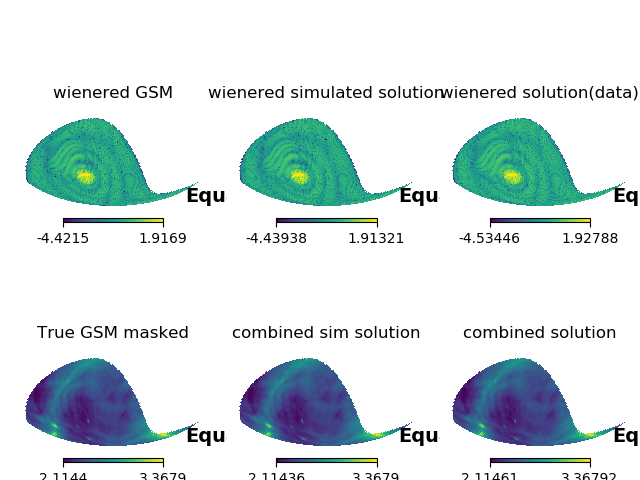 wienered GSM
wienered simulated solution
wienered solution(data)
Equ
Equ
Eq
-4.4215 1.9169
-4.43938 1.91321
-4.53446 1.92788
True GSM masked
combined sim solution
combined solution
Equ
Equ
Eq
2.1144 3.3679
2.11436 3.3679
2.11461 3.36792